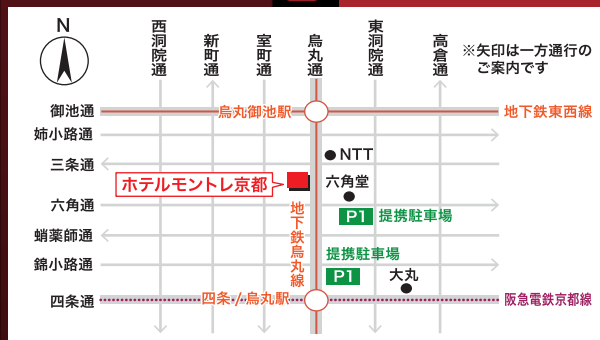 N
西洞院通
新町通
室町通
烏丸通
東洞院通
高倉通
※矢印は一方通行の
ご案内です
御池通
烏丸御池駅
地下鉄東西線
姉小路通
NTT
三条通
ホテルモントレ京都
六角堂
六角通
P1 提携駐車場
地下鉄烏丸線
蛸薬師通
提携駐車場
錦小路通
P1
大丸
四条通
四条/烏丸駅
阪急電鉄京都線